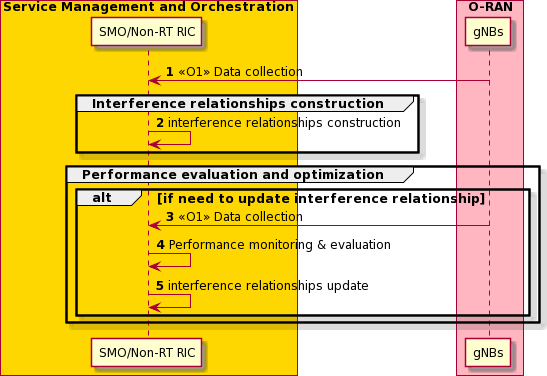 Service Management and Orchestration
O-RAN
SMO/Non-RT RIC
gNBs
1 «O1» Data collection
Interference relationships construction
2 interference relationships construction
Performance evaluation and optimization
alt [if need to update interference relationship]
3 «O1» Data collection
4 Performance monitoring & evaluation
5 interference relationships update
SMO/Non-RT RIC
gNBs